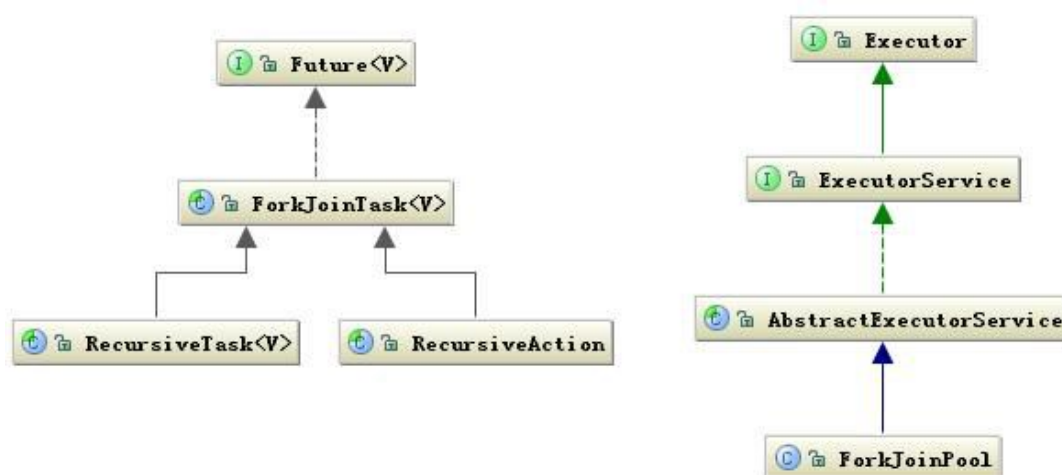 I Future<V>
C ForkJoinTask<V>
C RecursiveTask<V>
C RecursiveAction
I Executor
I ExecutorService
C AbstractExecutorService
C ForkJoinPool